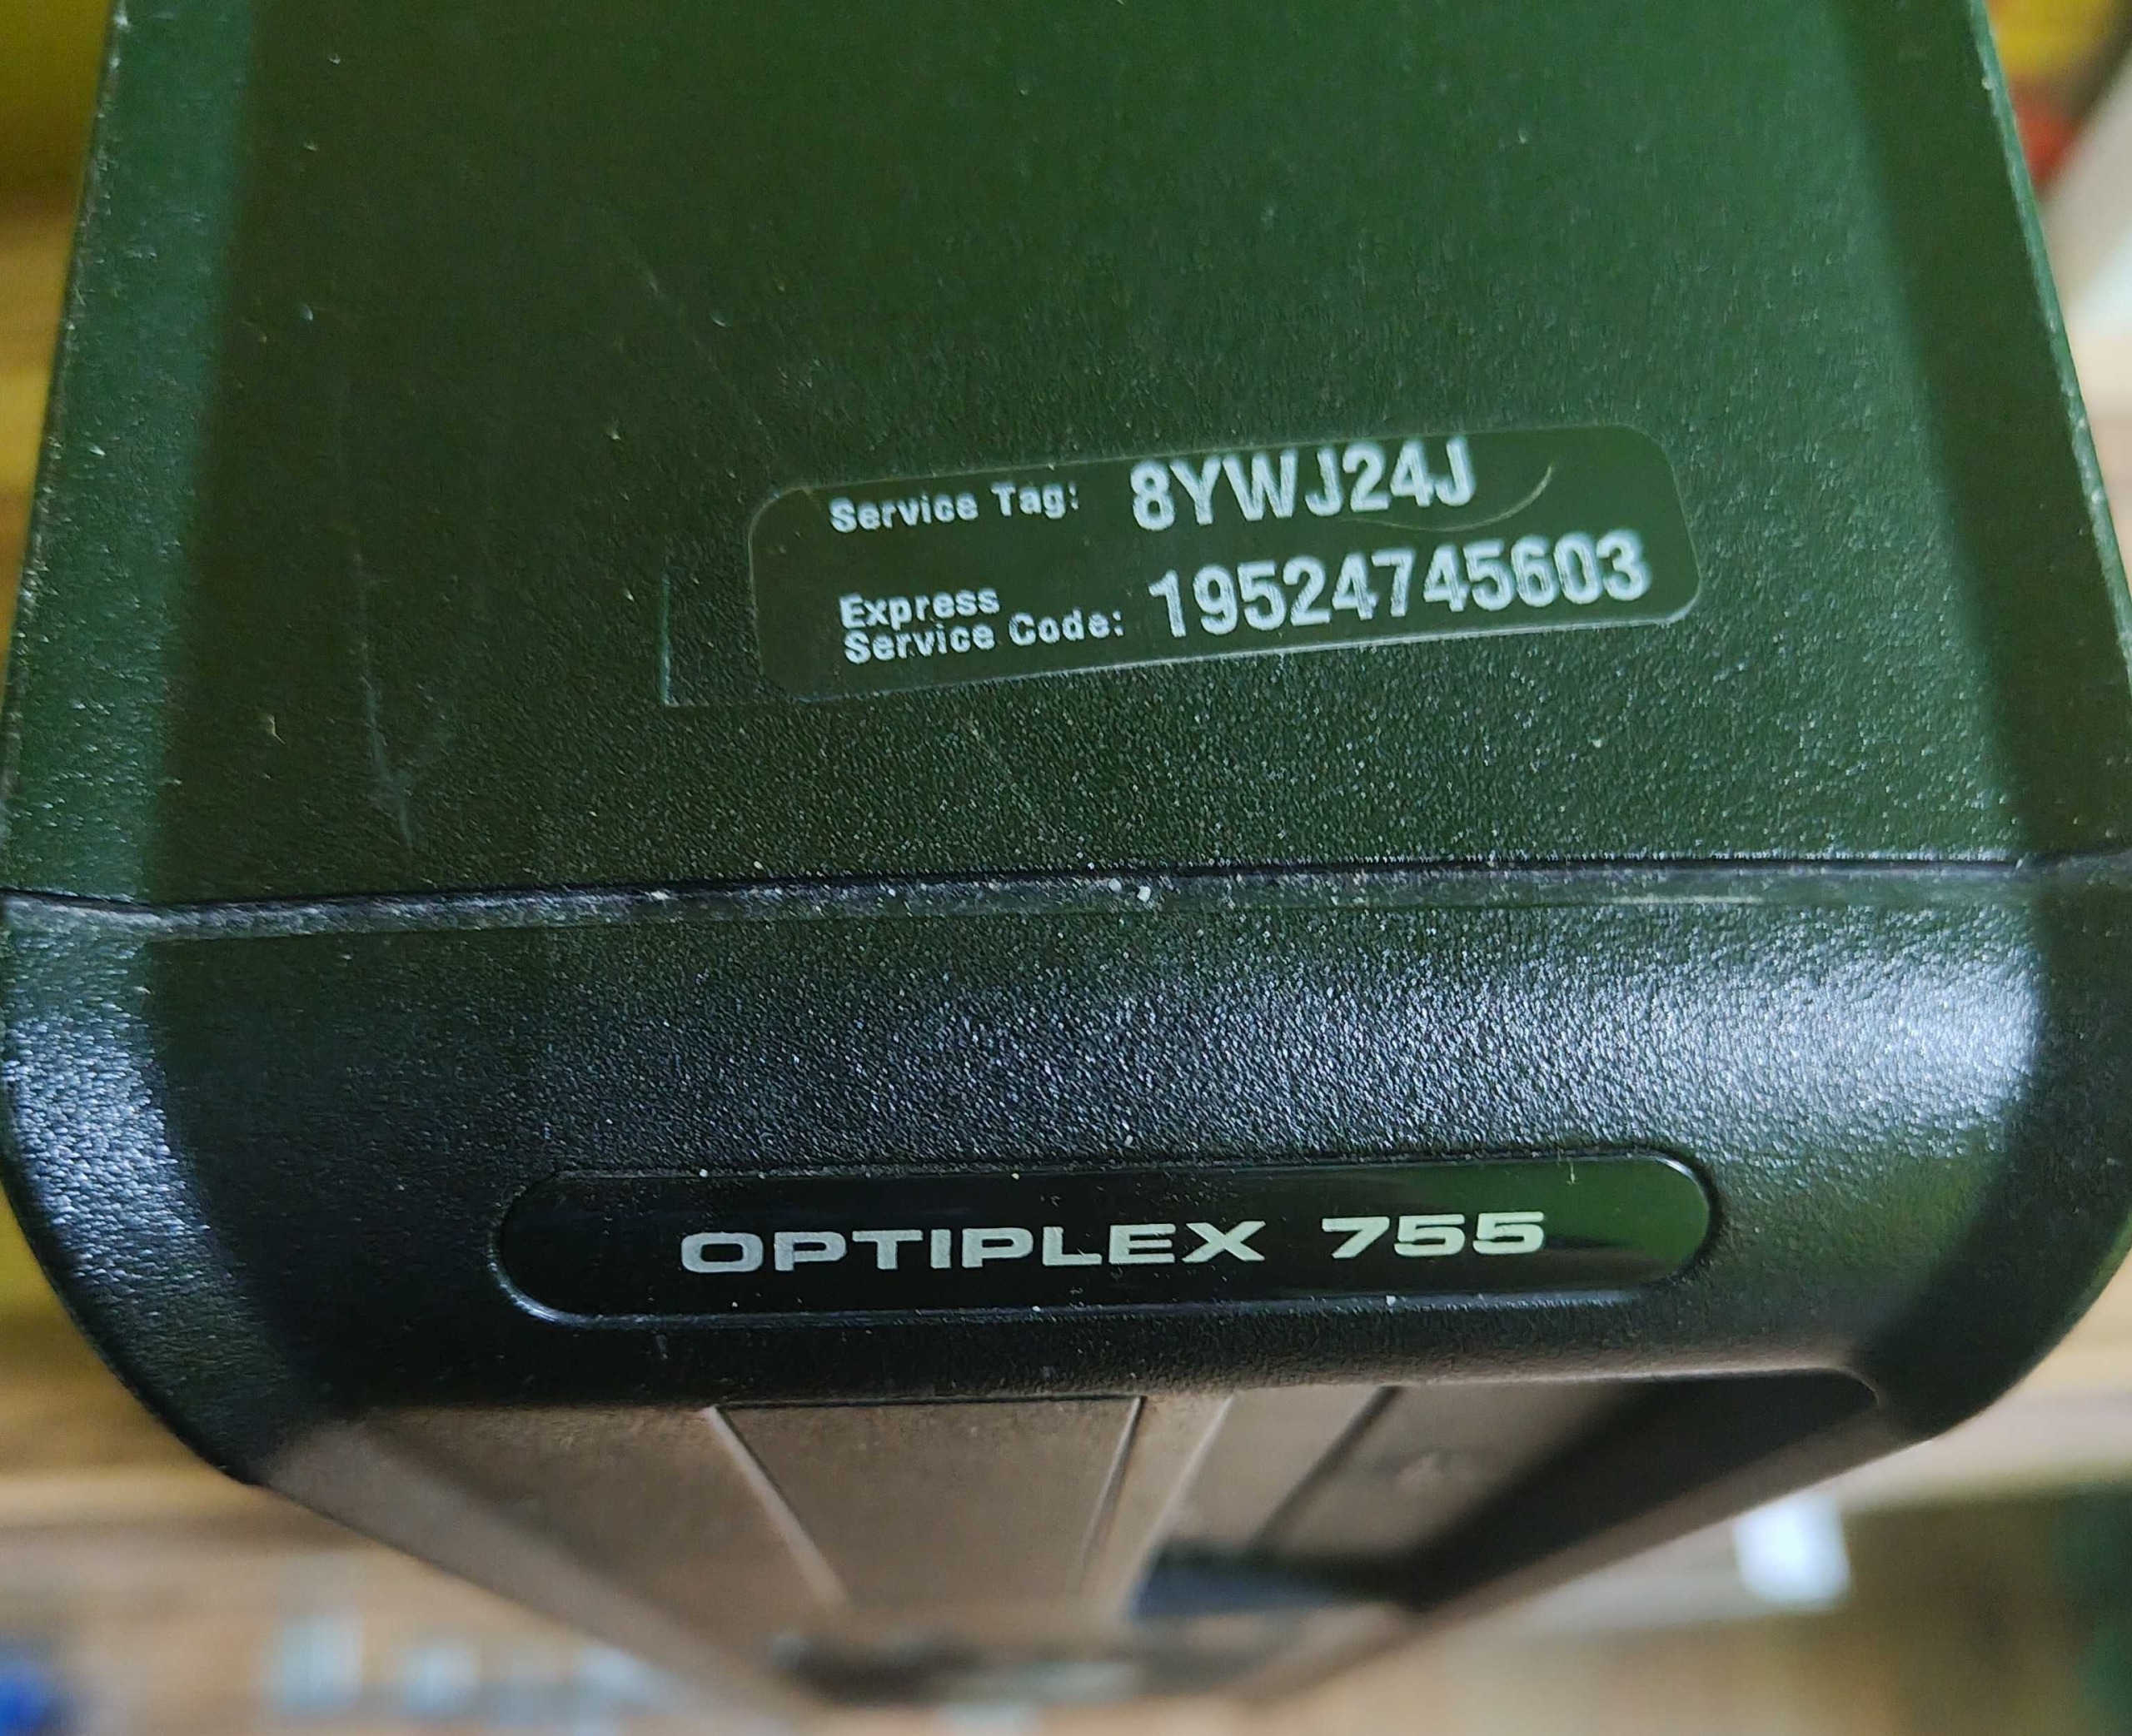 Service Tag: 8YWJ24J
Express
Service Code: 19524745603
OPTIPLEX 755